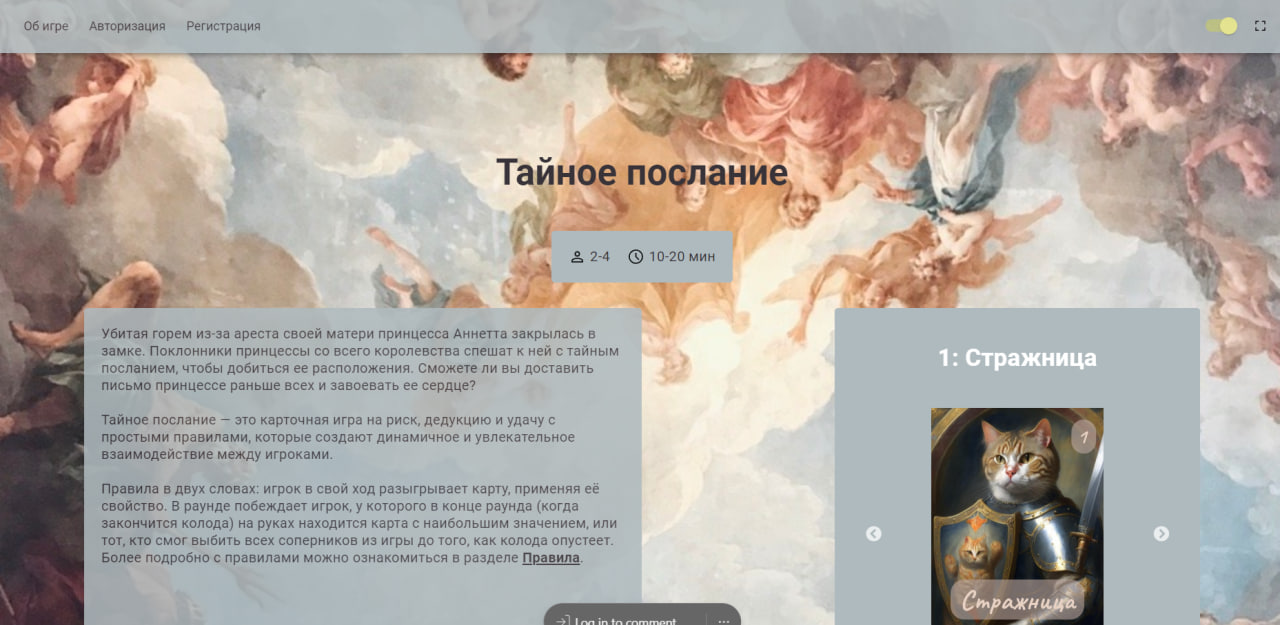 Об игре Авторизация Регистрация
Тайное послание
2-4 10-20 мин
Убитая горем из-за ареста своей матери принцесса Аннетта закрылась в
замке. Поклонники принцессы со всего королевства спешат к ней с тайным
посланием, чтобы добиться ее расположения. Сможете ли вы доставить
письмо принцессе раньше всех и завоевать ее сердце?
Тайное послание — это карточная игра на риск, дедукцию и удачу с
простыми правилами, которые создают динамичное и увлекательное
взаимодействие между игроками.
Правила в двух словах: игрок в свой ход разыгрывает карту, применяя её
свойство. В раунде побеждает игрок, у которого в конце раунда (когда
закончится колода) на руках находится карта с наибольшим значением, или
тот, кто смог выбить всех соперников из игры до того, как колода опустеет.
Более подробно с правилами можно ознакомиться в разделе Правила.
1: Стражница
1
Стражница
Log in to comment